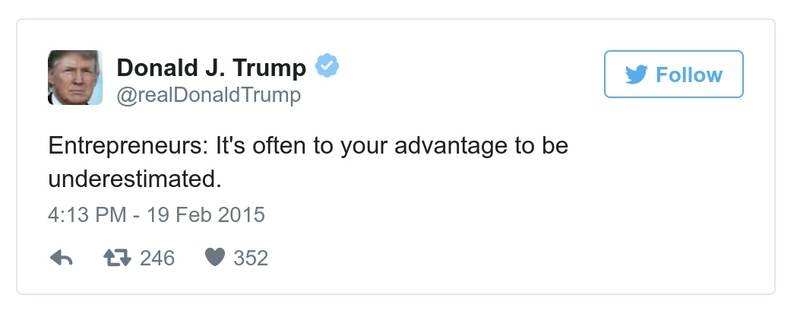 Donald J. Trump
@realDonaldTrump
Follow
Entrepreneurs: It's often to your advantage to be
underestimated.
4:13 PM - 19 Feb 2015
246 352